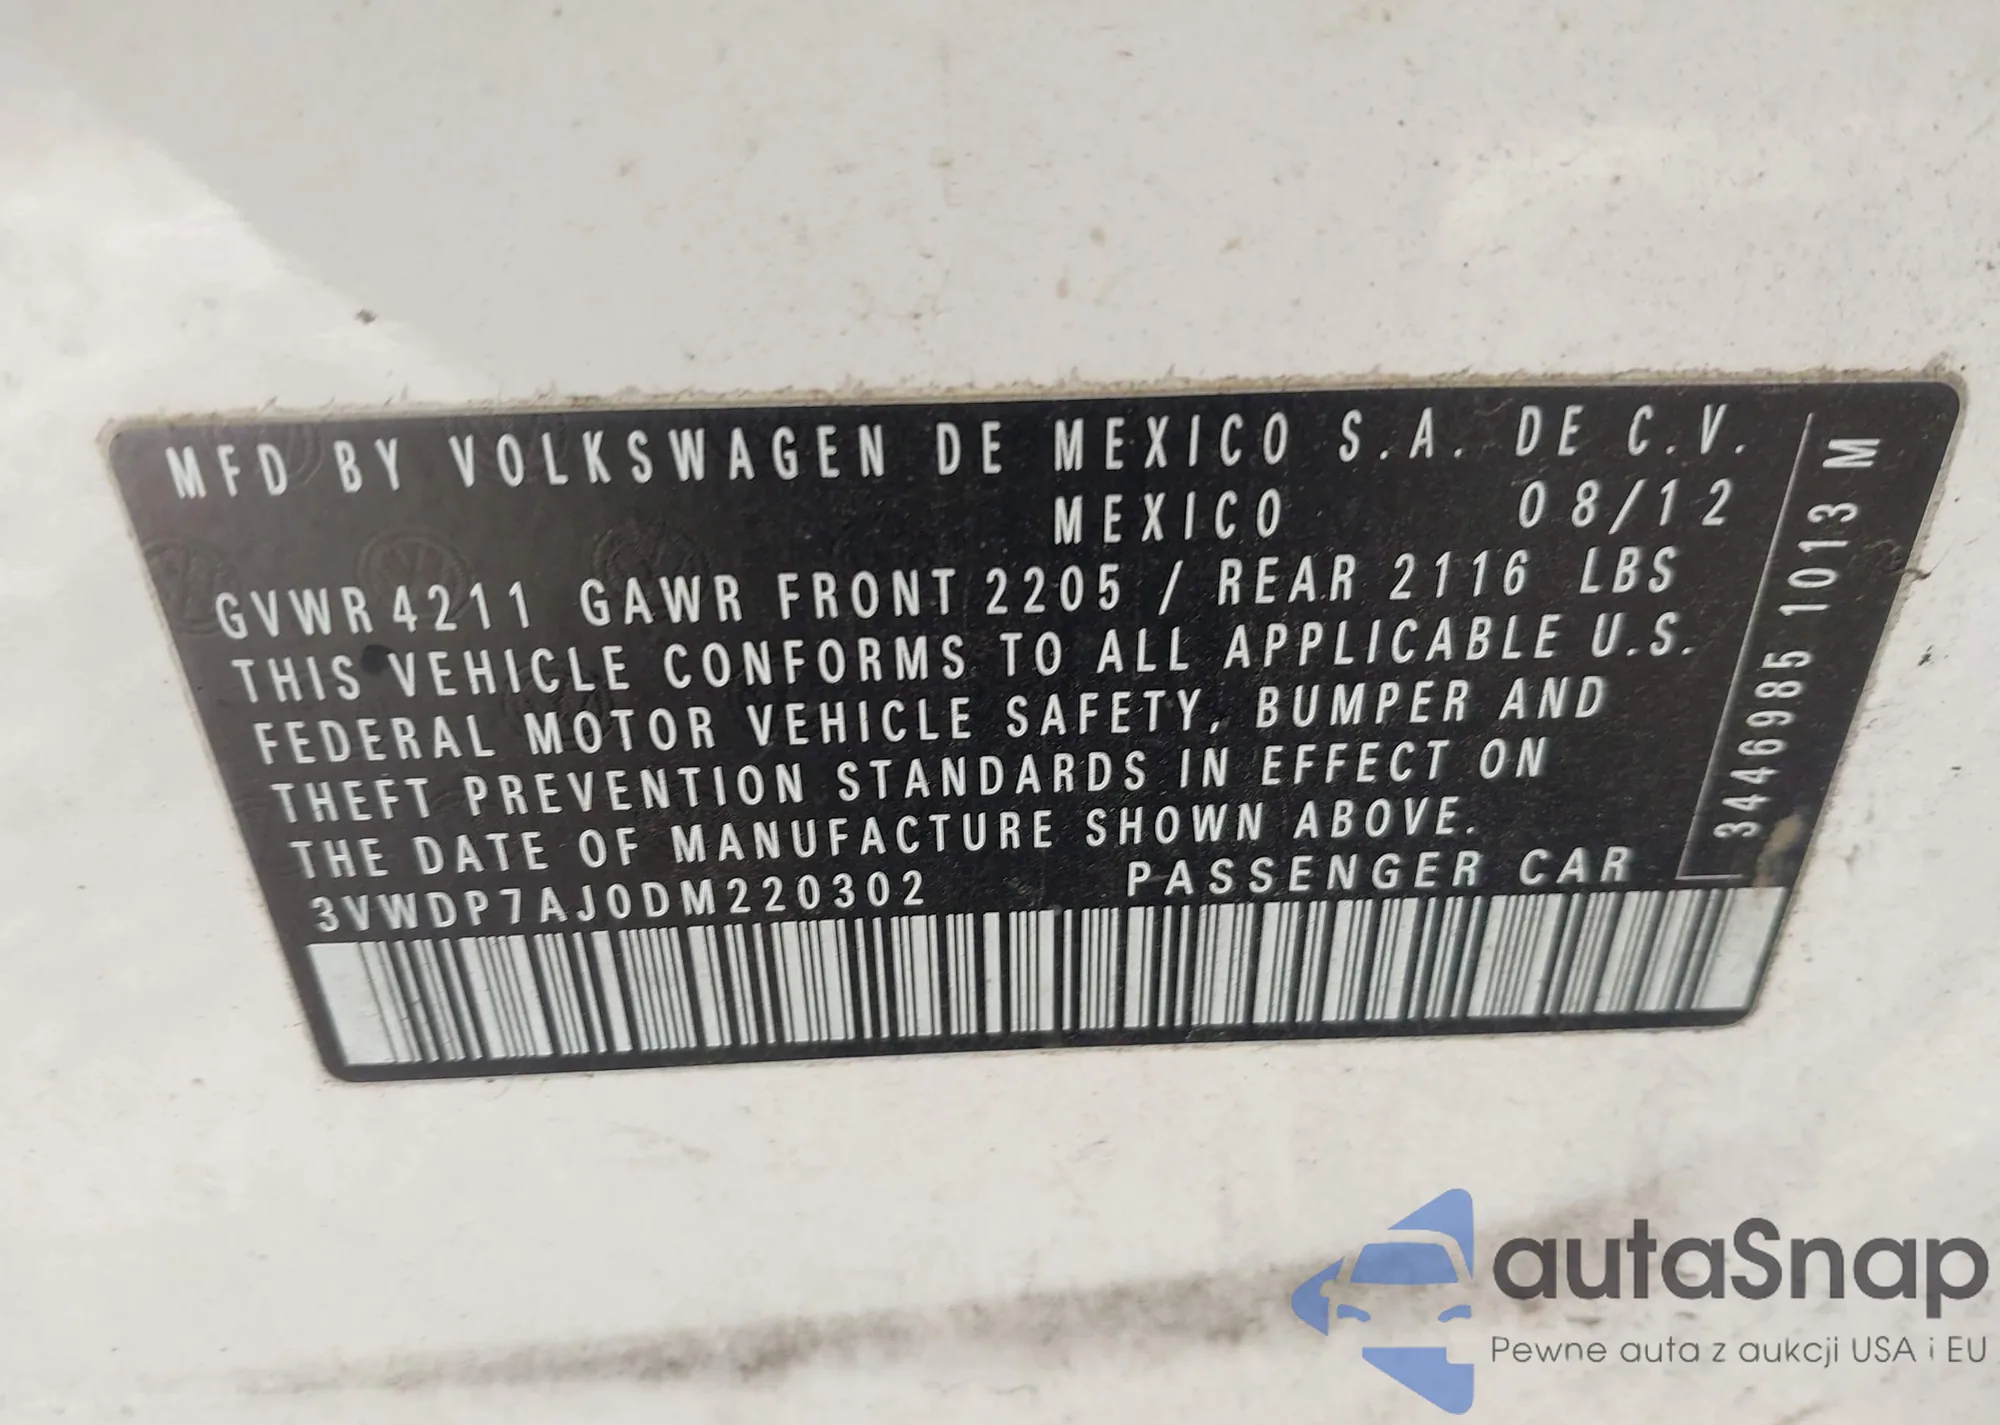 MFD BY VOLKSWAGEN DE MEXICO S.A. DE C.V.
MEXICO 08/12
GVWR 4211 GAWR FRONT 2205 / REAR 2116 LBS
THIS VEHICLE CONFORMS TO ALL APPLICABLE U.S.
FEDERAL MOTOR VEHICLE SAFETY, BUMPER AND
THEFT PREVENTION STANDARDS IN EFFECT ON
THE DATE OF MANUFACTURE SHOWN ABOVE.
3VWDP7AJ0DM220302 PASSENGER CAR
3446985 1013 M
autaSnap
Pewne auta z aukcji USA i EU